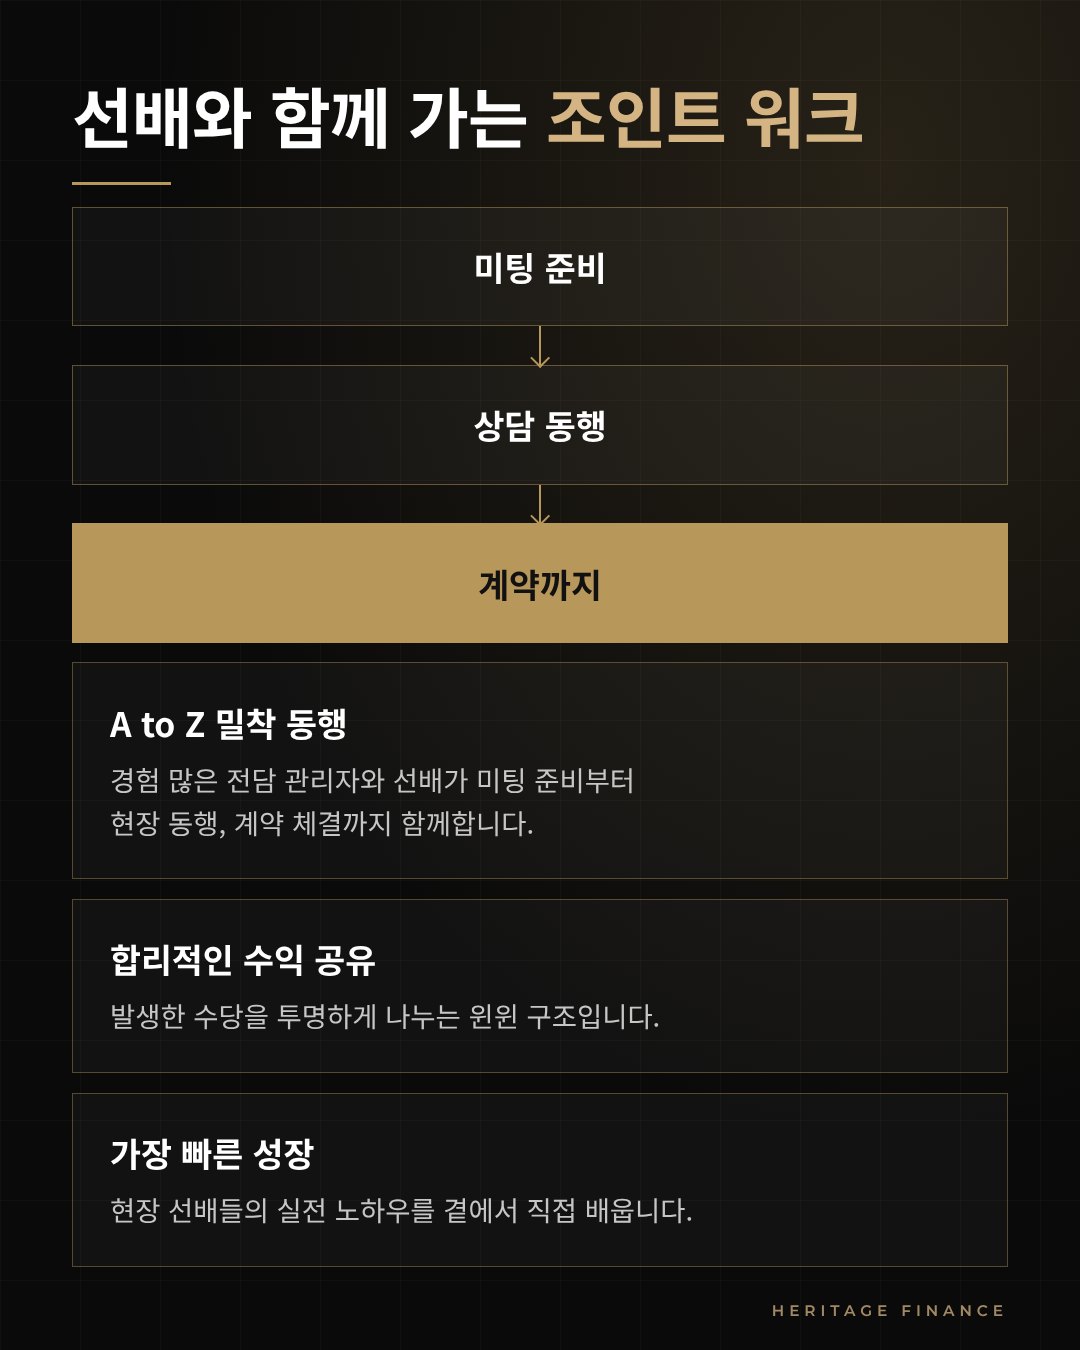 선배와 함께 가는 조인트 워크
미팅 준비
상담 동행
계약까지
A to Z 밀착 동행
경험 많은 전담 관리자와 선배가 미팅 준비부터
현장 동행, 계약 체결까지 함께합니다.
합리적인 수익 공유
발생한 수당을 투명하게 나누는 윈윈 구조입니다.
가장 빠른 성장
현장 선배들의 실전 노하우를 곁에서 직접 배웁니다.
HERITAGE FINANCE